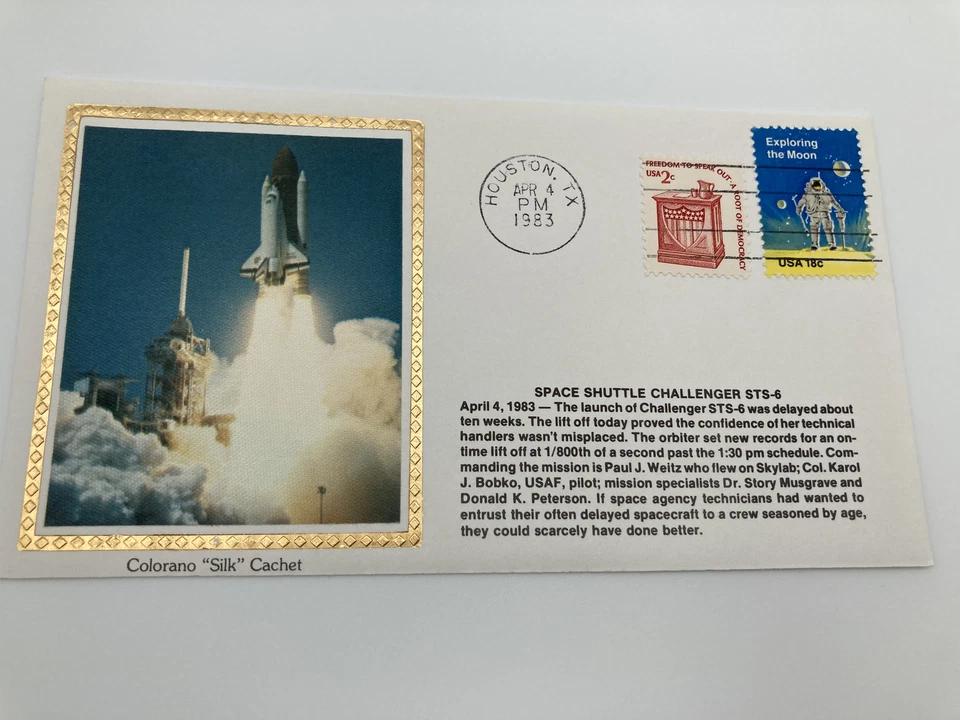 HOUSTON, TX
APR 4
PM
1983
FREEDOM TO SPEAK OUT-A ROOT OF DEMOCRACY
USA 2c
Exploring
the Moon
USA 18c
SPACE SHUTTLE CHALLENGER STS-6
April 4, 1983 — The launch of Challenger STS-6 was delayed about
ten weeks. The lift off today proved the confidence of her technical
handlers wasn't misplaced. The orbiter set new records for an on-
time lift off at 1/800th of a second past the 1:30 pm schedule. Com-
manding the mission is Paul J. Weitz who flew on Skylab; Col. Karol
J. Bobko, USAF, pilot; mission specialists Dr. Story Musgrave and
Donald K. Peterson. If space agency technicians had wanted to
entrust their often delayed spacecraft to a crew seasoned by age,
they could scarcely have done better.
Colorano "Silk" Cachet